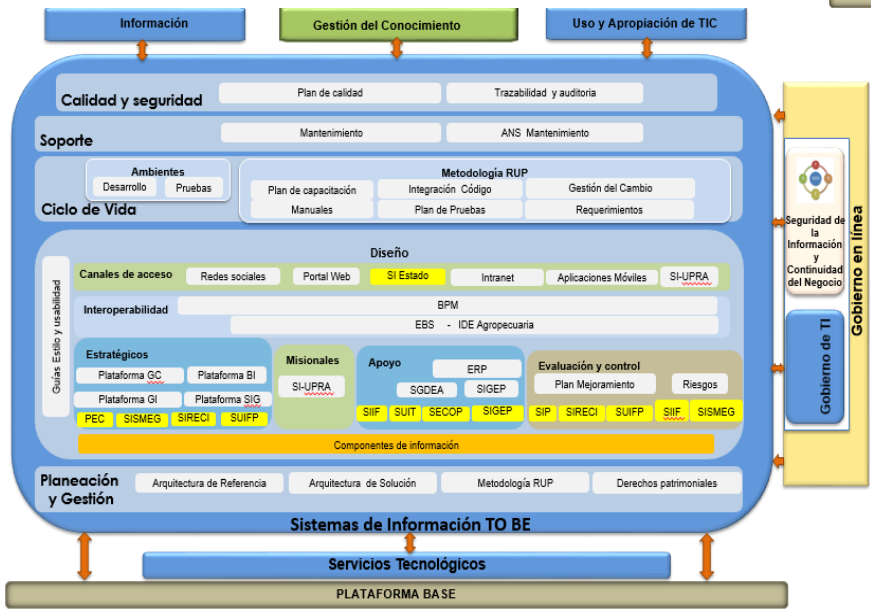 Información
Gestión del Conocimiento
Uso y Apropiación de TIC
Calidad y seguridad
Plan de calidad
Trazabilidad y auditoria
Soporte
Mantenimiento
ANS Mantenimiento
Ciclo de Vida
Ambientes
Desarrollo
Pruebas
Metodología RUP
Plan de capacitación
Integración Código
Gestión del Cambio
Manuales
Plan de Pruebas
Requerimientos
Diseño
Guías Estilo y usabilidad
Canales de acceso
Redes sociales
Portal Web
SI Estado
Intranet
Aplicaciones Móviles
SI-UPRA
Interoperabilidad
BPM
EBS - IDE Agropecuaria
Estratégicos
Plataforma GC
Plataforma BI
Plataforma GI
Plataforma SIG
PEC
SISMEG
SIRECI
SUIFP
Misionales
SI-UPRA
Apoyo
ERP
SGDEA
SIGEP
SIIF
SUIT
SECOP
SIGEP
Evaluación y control
Plan Mejoramiento
Riesgos
SIP
SIRECI
SUIFP
SIIF
SISMEG
Componentes de información
Planeación
y Gestión
Arquitectura de Referencia
Arquitectura de Solución
Metodología RUP
Derechos patrimoniales
Sistemas de Información TO BE
Seguridad de
la
Información
y
Continuidad
del Negocio
Gobierno de TI
Gobierno en línea
Servicios Tecnológicos
PLATAFORMA BASE